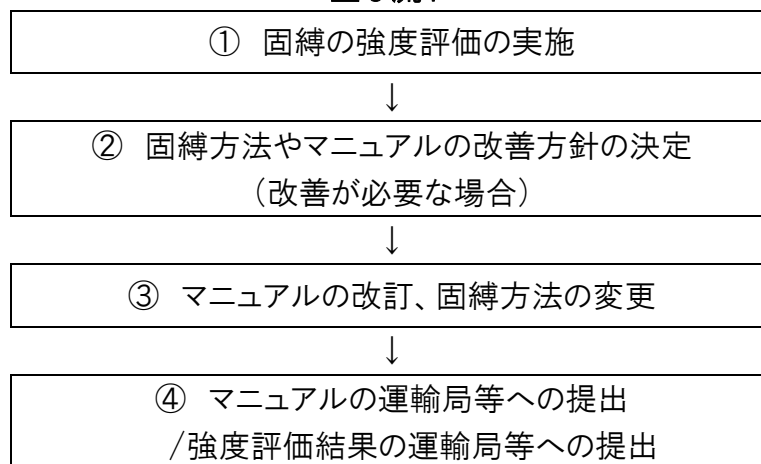 ① 固縛の強度評価の実施
↓
② 固縛方法やマニュアルの改善方針の決定
（改善が必要な場合）
↓
③ マニュアルの改訂、固縛方法の変更
↓
④ マニュアルの運輸局等への提出
/強度評価結果の運輸局等への提出